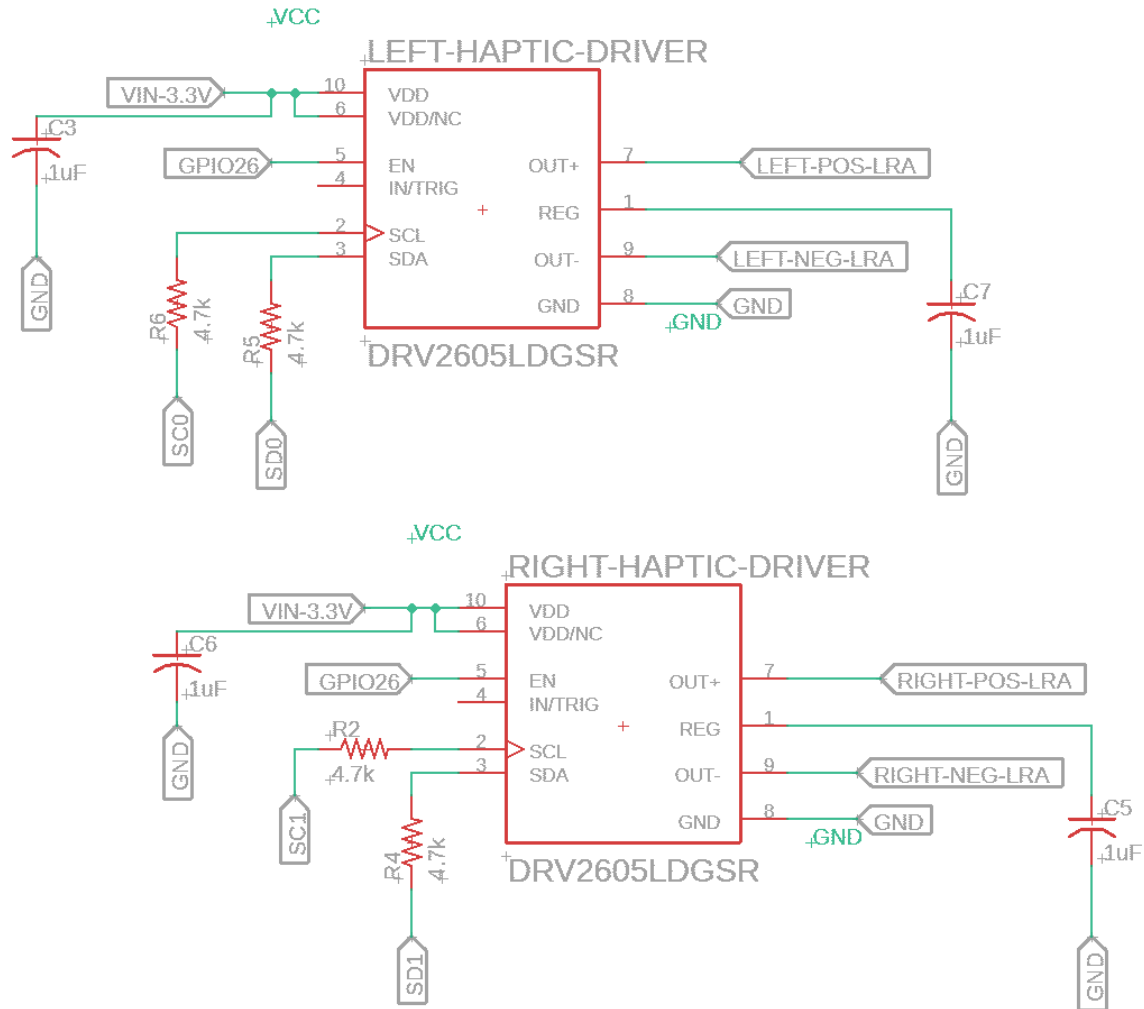 VCC
LEFT-HAPTIC-DRIVER
VIN-3.3V
10
VDD
6
VDD/NC
C3
1uF
GPIO26
5
EN
4
IN/TRIG
OUT+
7
LEFT-POS-LRA
REG
1
2
SCL
3
SDA
OUT-
9
LEFT-NEG-LRA
GND
8
GND
GND
GND
C7
1uF
R6
4.7k
R5
4.7k
DRV2605LDGSR
SC0
SD0
GND
VCC
RIGHT-HAPTIC-DRIVER
VIN-3.3V
10
VDD
6
VDD/NC
C6
1uF
GPIO26
5
EN
4
IN/TRIG
OUT+
7
RIGHT-POS-LRA
REG
1
R2
4.7k
2
SCL
3
SDA
OUT-
9
RIGHT-NEG-LRA
GND
GND
8
GND
GND
C5
1uF
SC1
R4
4.7k
DRV2605LDGSR
SD1
GND